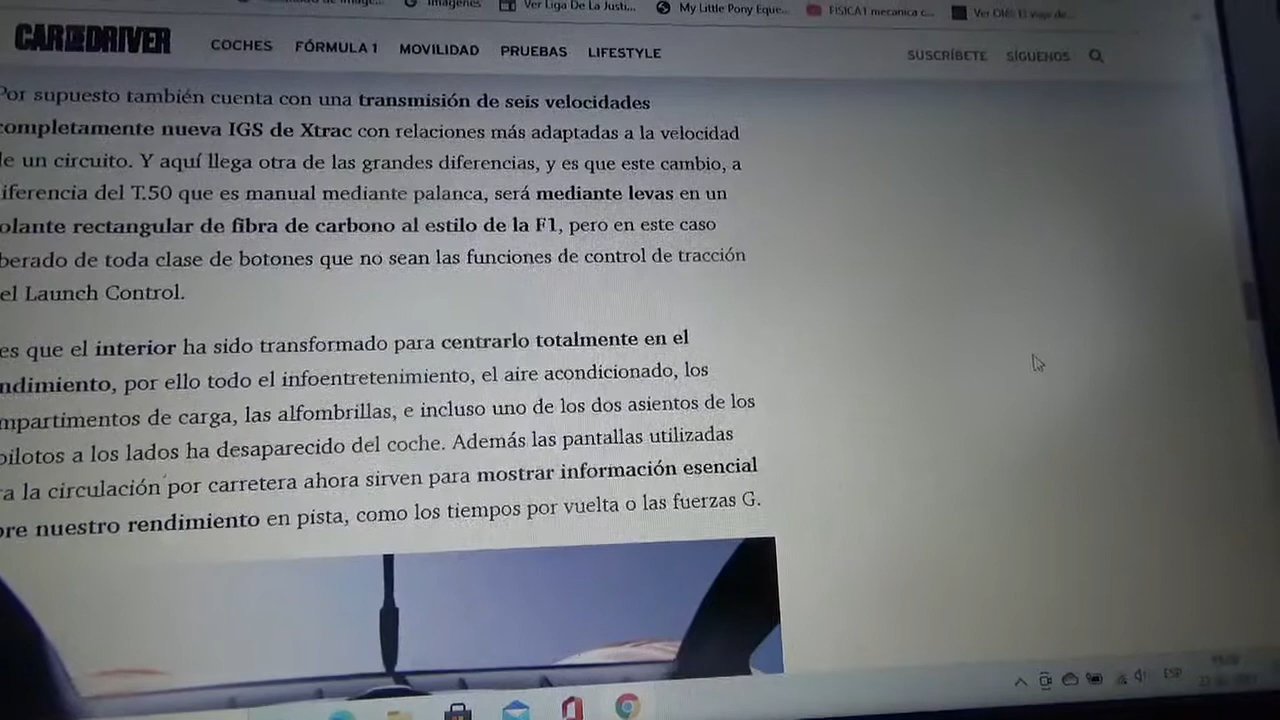 Imágenes
Ver Liga De La Justi...
My Little Pony Eque...
FISICA1 mecanica c...
CAR AND DRIVER
COCHES FÓRMULA 1 MOVILIDAD PRUEBAS LIFESTYLE SUSCRÍBETE SÍGUENOS
Por supuesto también cuenta con una transmisión de seis velocidades
completamente nueva IGS de Xtrac con relaciones más adaptadas a la velocidad
de un circuito. Y aquí llega otra de las grandes diferencias, y es que este cambio, a
iferencia del T.50 que es manual mediante palanca, será mediante levas en un
olante rectangular de fibra de carbono al estilo de la F1, pero en este caso
berado de toda clase de botones que no sean las funciones de control de tracción
el Launch Control.
es que el interior ha sido transformado para centrarlo totalmente en el
ndimiento, por ello todo el infoentretenimiento, el aire acondicionado, los
mpartimentos de carga, las alfombrillas, e incluso uno de los dos asientos de los
pilotos a los lados ha desaparecido del coche. Además las pantallas utilizadas
ra la circulación por carretera ahora sirven para mostrar información esencial
bre nuestro rendimiento en pista, como los tiempos por vuelta o las fuerzas G.
ESP